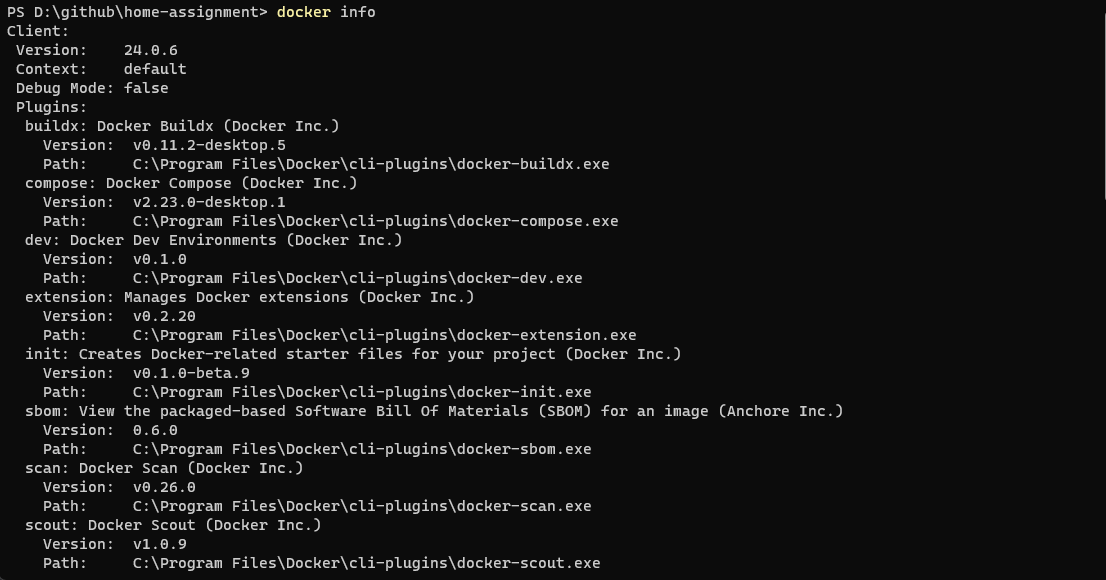 PS D:\github\home-assignment> docker info
Client:
 Version:    24.0.6
 Context:    default
 Debug Mode: false
 Plugins:
  buildx: Docker Buildx (Docker Inc.)
    Version:  v0.11.2-desktop.5
    Path:     C:\Program Files\Docker\cli-plugins\docker-buildx.exe
  compose: Docker Compose (Docker Inc.)
    Version:  v2.23.0-desktop.1
    Path:     C:\Program Files\Docker\cli-plugins\docker-compose.exe
  dev: Docker Dev Environments (Docker Inc.)
    Version:  v0.1.0
    Path:     C:\Program Files\Docker\cli-plugins\docker-dev.exe
  extension: Manages Docker extensions (Docker Inc.)
    Version:  v0.2.20
    Path:     C:\Program Files\Docker\cli-plugins\docker-extension.exe
  init: Creates Docker-related starter files for your project (Docker Inc.)
    Version:  v0.1.0-beta.9
    Path:     C:\Program Files\Docker\cli-plugins\docker-init.exe
  sbom: View the packaged-based Software Bill Of Materials (SBOM) for an image (Anchore Inc.)
    Version:  0.6.0
    Path:     C:\Program Files\Docker\cli-plugins\docker-sbom.exe
  scan: Docker Scan (Docker Inc.)
    Version:  v0.26.0
    Path:     C:\Program Files\Docker\cli-plugins\docker-scan.exe
  scout: Docker Scout (Docker Inc.)
    Version:  v1.0.9
    Path:     C:\Program Files\Docker\cli-plugins\docker-scout.exe